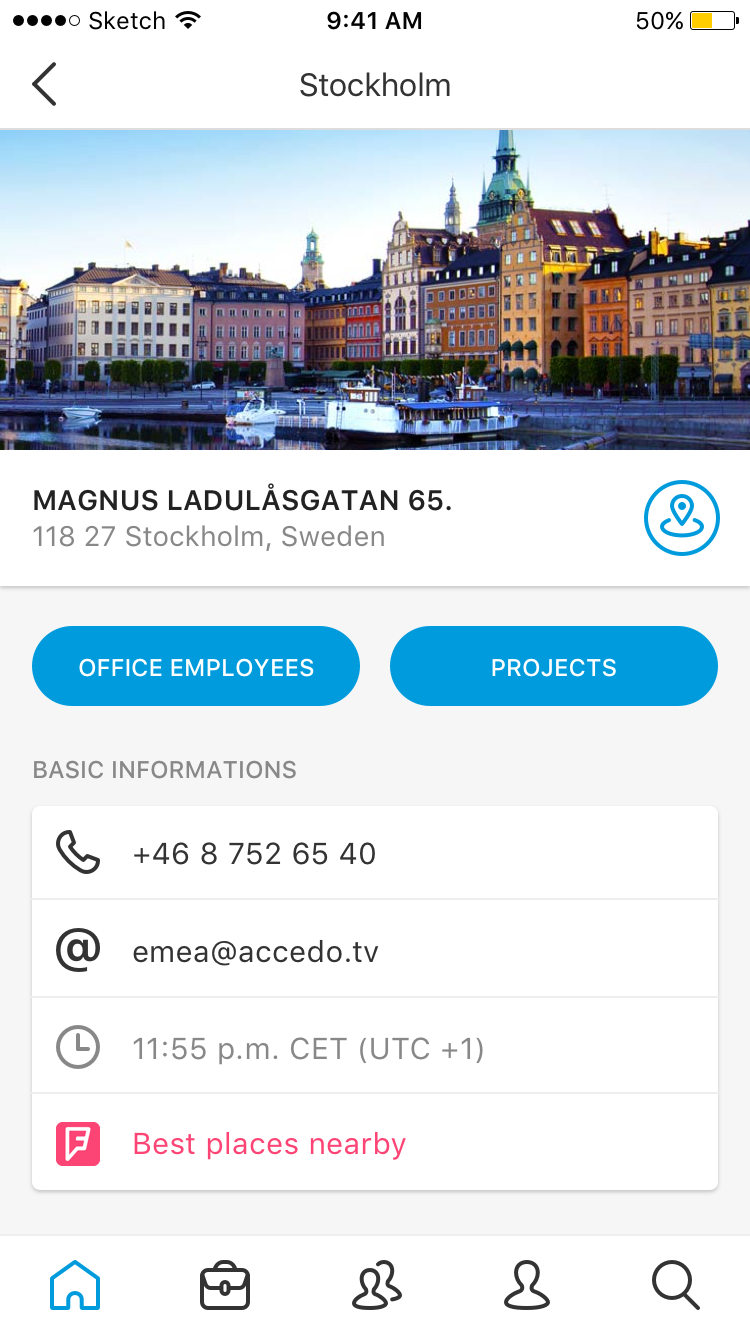 Sketch 9:41 AM 50%
Stockholm
MAGNUS LADULÅSGATAN 65.
118 27 Stockholm, Sweden
OFFICE EMPLOYEES PROJECTS
BASIC INFORMATIONS
+46 8 752 65 40
@ emea@accedo.tv
11:55 p.m. CET (UTC +1)
Best places nearby